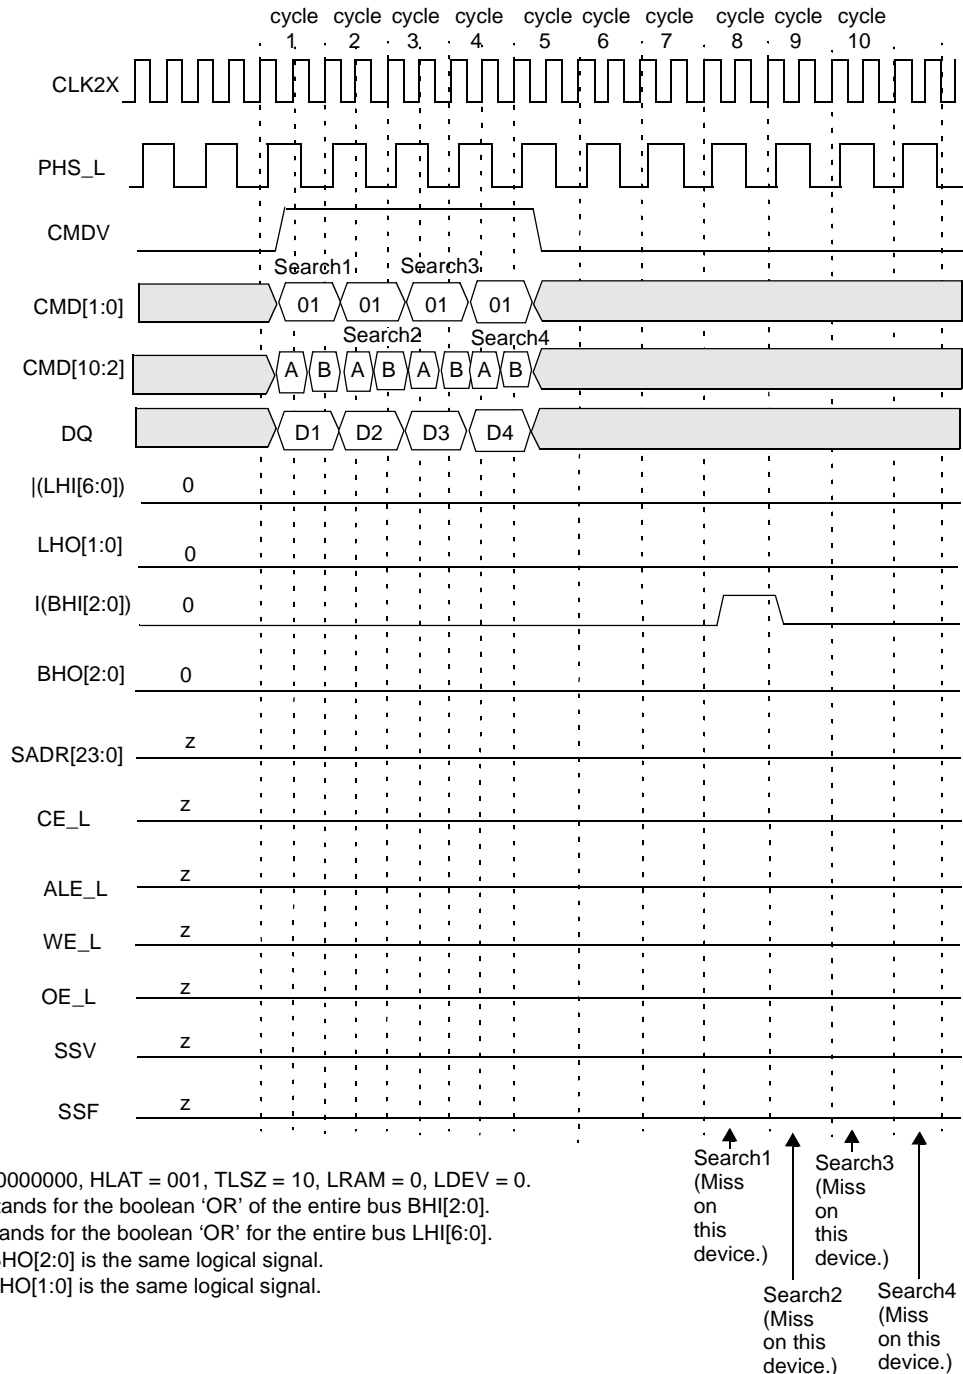 cycle cycle cycle cycle cycle cycle cycle cycle cycle cycle
1 2 3 4 5 6 7 8 9 10
CLK2X
PHS_L
CMDV
Search1 Search3
CMD[1:0] 01 01 01 01
Search2 Search4
CMD[10:2] A B A B A B A B
DQ D1 D2 D3 D4
|(LHI[6:0]) 0
LHO[1:0] 0
I(BHI[2:0]) 0
BHO[2:0] 0
SADR[23:0] z
CE_L z
ALE_L z
WE_L z
OE_L z
SSV z
SSF z
Search1
(Miss
on
this
device.)
Search3
(Miss
on
this
device.)
Search2
(Miss
on this
device.)
Search4
(Miss
on this
device.)
0000000, HLAT = 001, TLSZ = 10, LRAM = 0, LDEV = 0.
tands for the boolean ‘OR’ of the entire bus BHI[2:0].
ands for the boolean ‘OR’ for the entire bus LHI[6:0].
BHO[2:0] is the same logical signal.
HO[1:0] is the same logical signal.